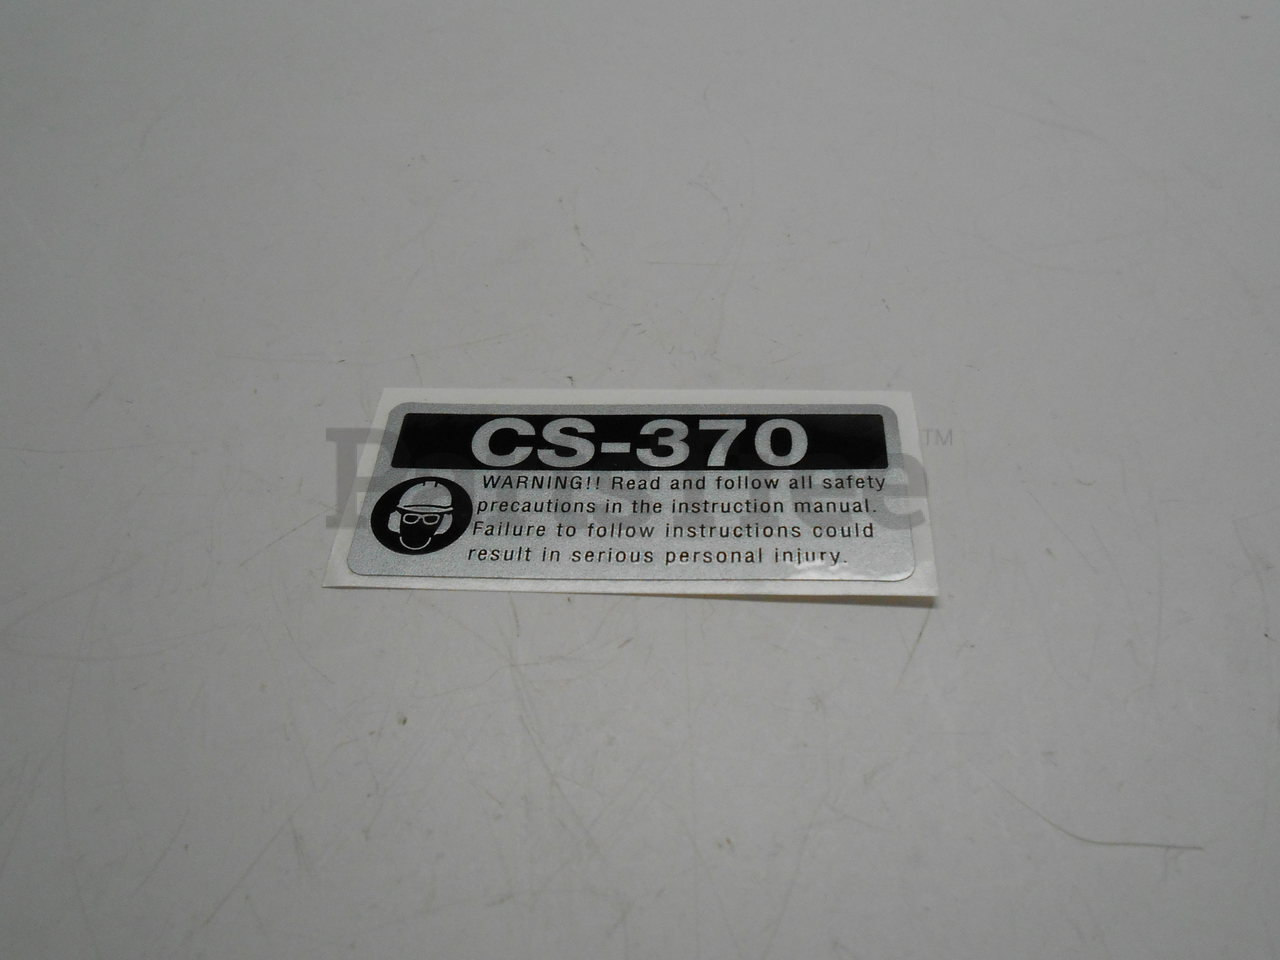 CS-370
WARNING!! Read and follow all safety
precautions in the instruction manual.
Failure to follow instructions could
result in serious personal injury.
PartsTree™